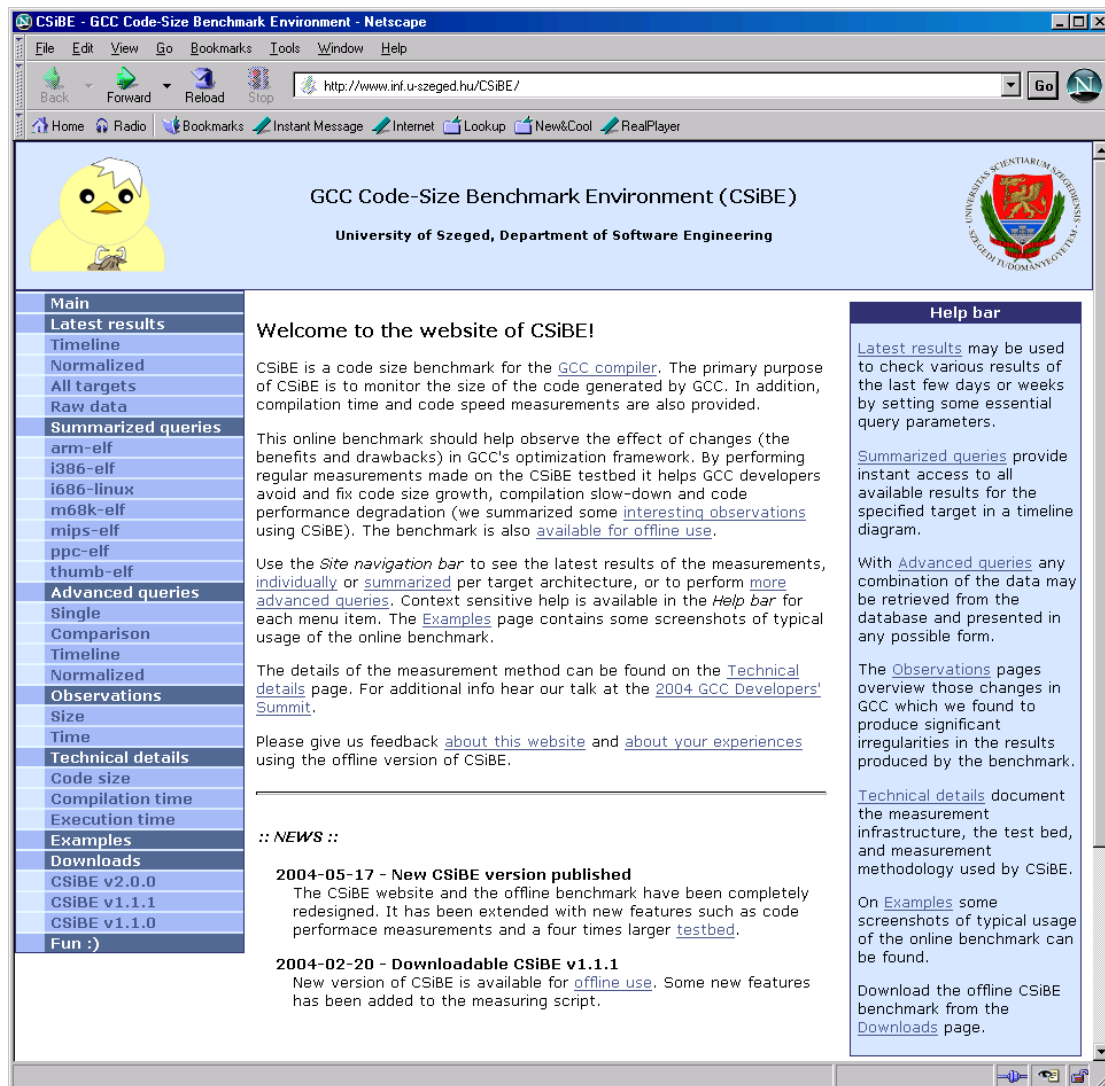 CSiBE - GCC Code-Size Benchmark Environment - Netscape
File Edit View Go Bookmarks Tools Window Help
Back Forward Reload Stop http://www.inf.u-szeged.hu/CSiBE/ Go N
Home Radio Bookmarks Instant Message Internet Lookup New&Cool RealPlayer
GCC Code-Size Benchmark Environment (CSiBE)
University of Szeged, Department of Software Engineering
UNIVERSITAS SCIENTIARUM SZEGEDIENSIS
SZEGEDI TUDOMÁNYEGYETEM
Main
Latest results
Timeline
Normalized
All targets
Raw data
Summarized queries
arm-elf
i386-elf
i686-linux
m68k-elf
mips-elf
ppc-elf
thumb-elf
Advanced queries
Single
Comparison
Timeline
Normalized
Observations
Size
Time
Technical details
Code size
Compilation time
Execution time
Examples
Downloads
CSiBE v2.0.0
CSiBE v1.1.1
CSiBE v1.1.0
Fun :)
Welcome to the website of CSiBE!
CSiBE is a code size benchmark for the GCC compiler. The primary purpose
of CSiBE is to monitor the size of the code generated by GCC. In addition,
compilation time and code speed measurements are also provided.
This online benchmark should help observe the effect of changes (the
benefits and drawbacks) in GCC's optimization framework. By performing
regular measurements made on the CSiBE testbed it helps GCC developers
avoid and fix code size growth, compilation slow-down and code
performance degradation (we summarized some interesting observations
using CSiBE). The benchmark is also available for offline use.
Use the Site navigation bar to see the latest results of the measurements,
individually or summarized per target architecture, or to perform more
advanced queries. Context sensitive help is available in the Help bar for
each menu item. The Examples page contains some screenshots of typical
usage of the online benchmark.
The details of the measurement method can be found on the Technical
details page. For additional info hear our talk at the 2004 GCC Developers'
Summit.
Please give us feedback about this website and about your experiences
using the offline version of CSiBE.
:: NEWS ::
2004-05-17 - New CSiBE version published
The CSiBE website and the offline benchmark have been completely
redesigned. It has been extended with new features such as code
performace measurements and a four times larger testbed.
2004-02-20 - Downloadable CSiBE v1.1.1
New version of CSiBE is available for offline use. Some new features
has been added to the measuring script.
Help bar
Latest results may be used
to check various results of
the last few days or weeks
by setting some essential
query parameters.
Summarized queries provide
instant access to all
available results for the
specified target in a timeline
diagram.
With Advanced queries any
combination of the data may
be retrieved from the
database and presented in
any possible form.
The Observations pages
overview those changes in
GCC which we found to
produce significant
irregularities in the results
produced by the benchmark.
Technical details document
the measurement
infrastructure, the test bed,
and measurement
methodology used by CSiBE.
On Examples some
screenshots of typical usage
of the online benchmark can
be found.
Download the offline CSiBE
benchmark from the
Downloads page.